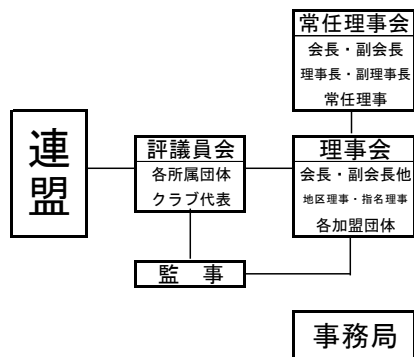 常任理事会
会長・副会長
理事長・副理事長
常任理事
連盟
評議員会
各所属団体
クラブ代表
理事会
会長・副会長他
地区理事・指名理事
各加盟団体
監 事
事務局